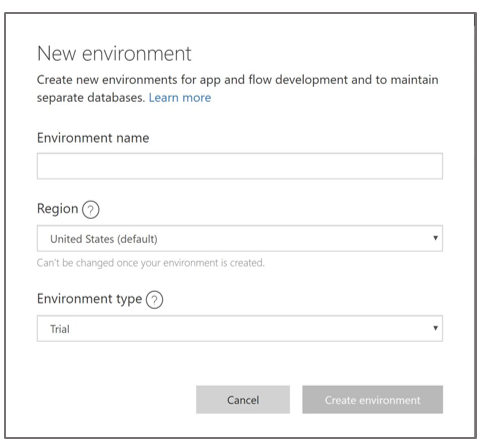 New environment
Create new environments for app and flow development and to maintain
separate databases. Learn more
Environment name
Region ?
United States (default)
Can't be changed once your environment is created.
Environment type ?
Trial
Cancel
Create environment